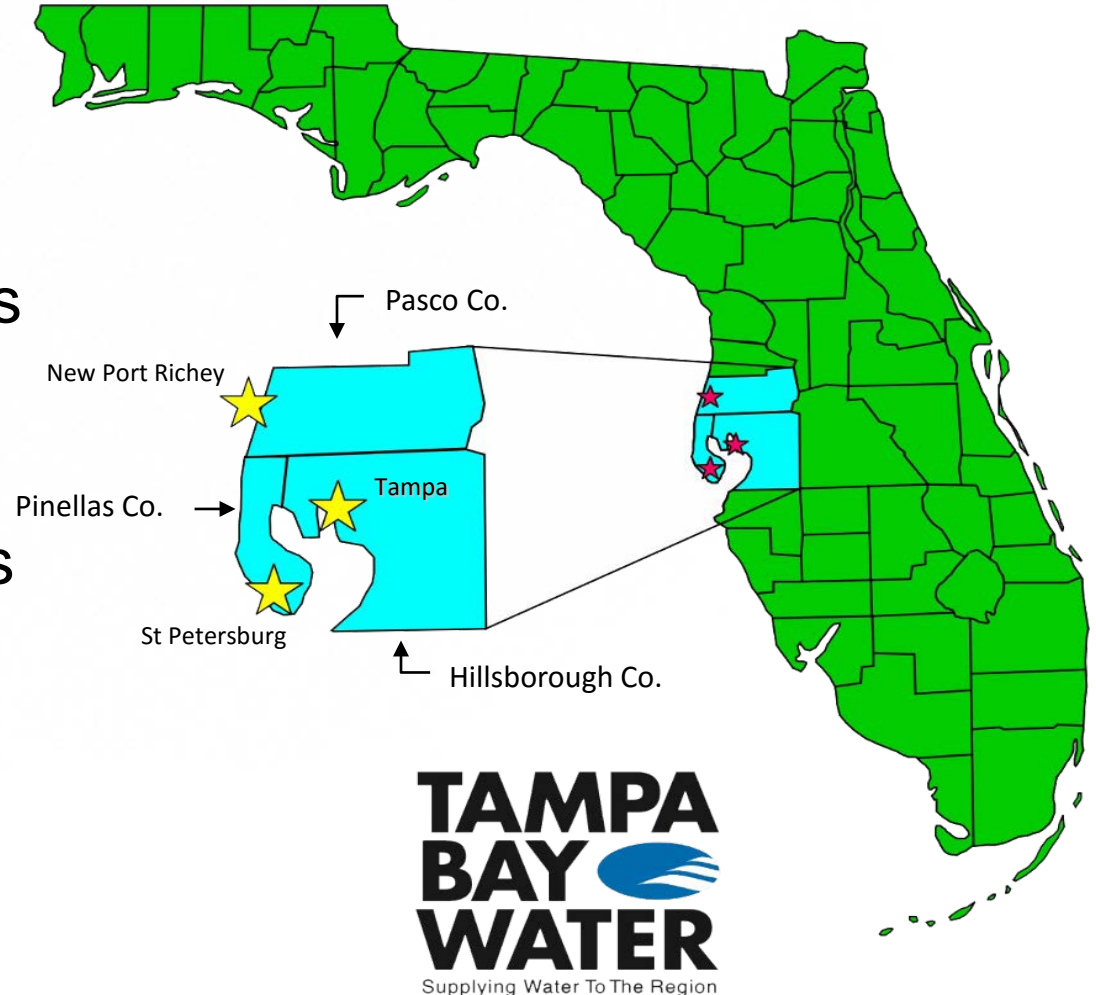 s
Pasco Co.
New Port Richey
Tampa
Pinellas Co.
s
St Petersburg
Hillsborough Co.
TAMPA
BAY
WATER
Supplying Water To The Region